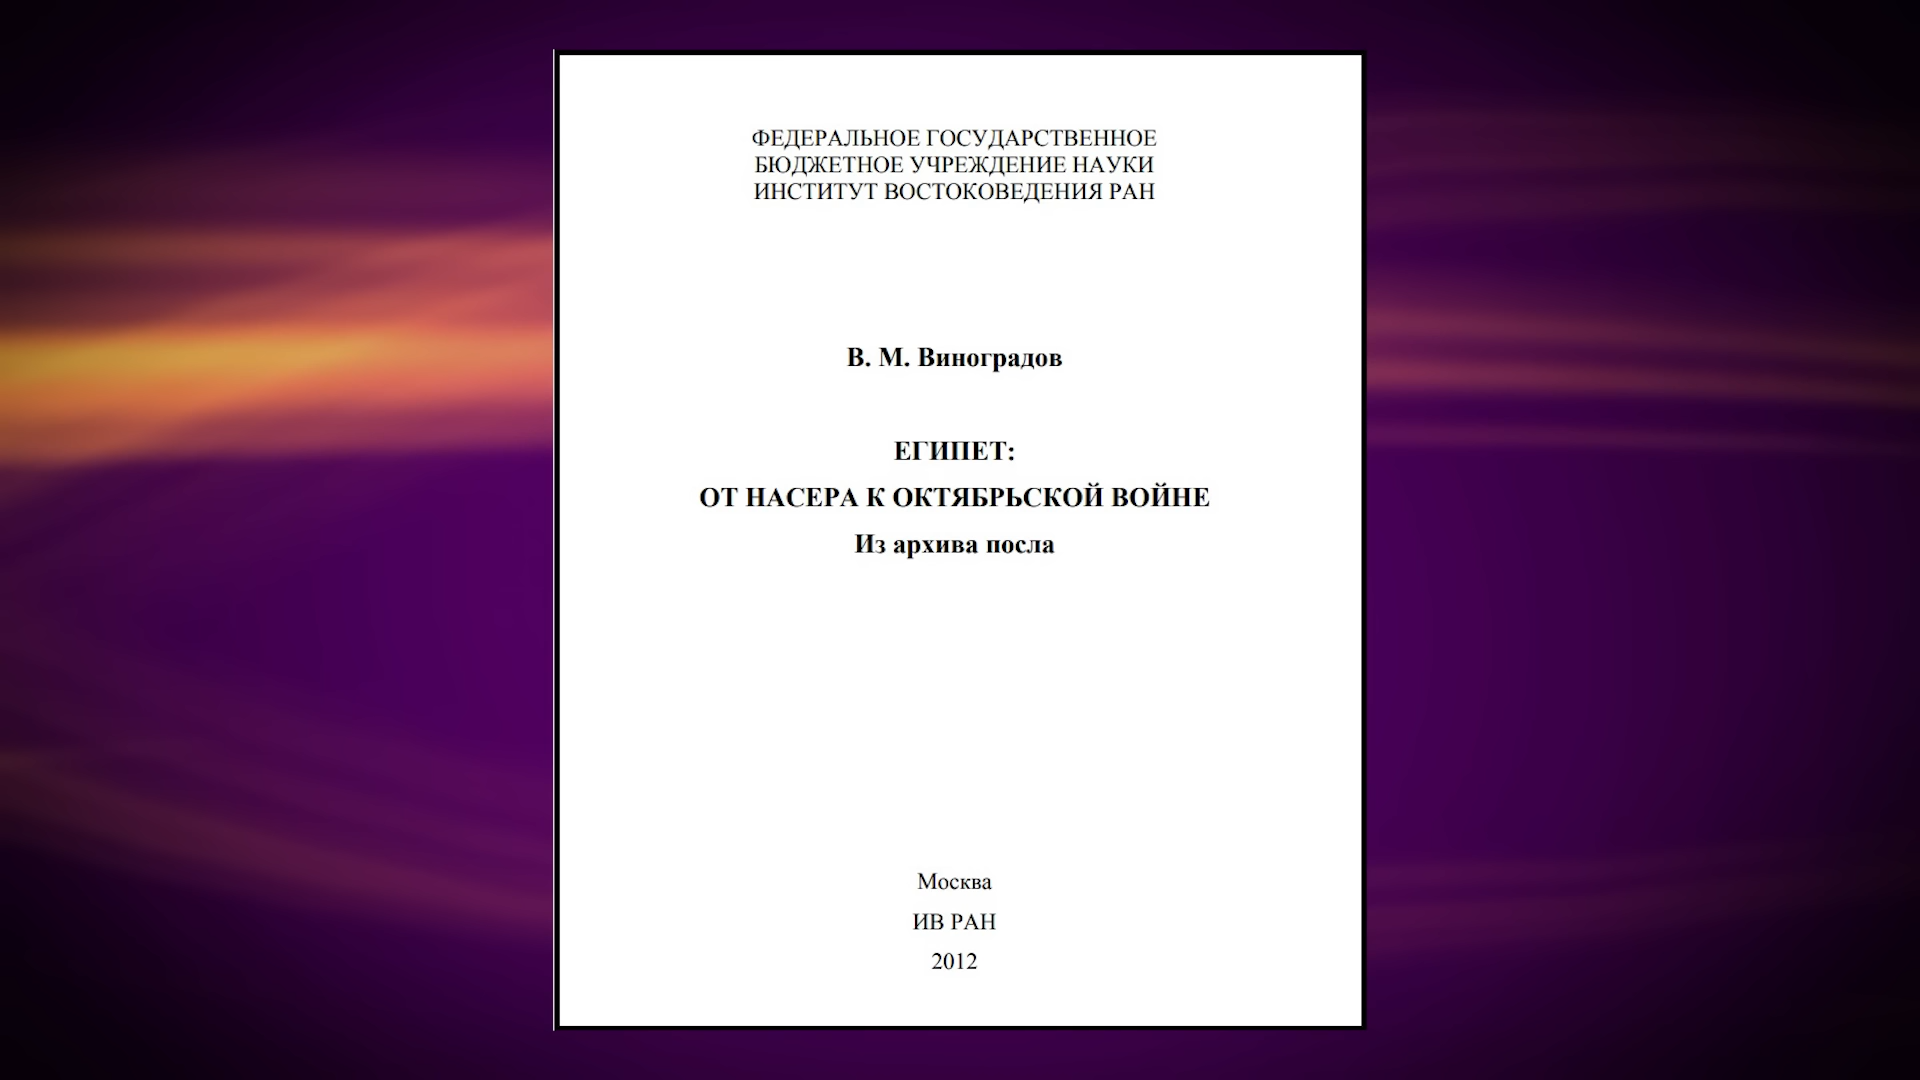 ФЕДЕРАЛЬНОЕ ГОСУДАРСТВЕННОЕ
БЮДЖЕТНОЕ УЧРЕЖДЕНИЕ НАУКИ
ИНСТИТУТ ВОСТОКОВЕДЕНИЯ РАН
В. М. Виноградов
ЕГИПЕТ:
ОТ НАСЕРА К ОКТЯБРЬСКОЙ ВОЙНЕ
Из архива посла
Москва
ИВ РАН
2012